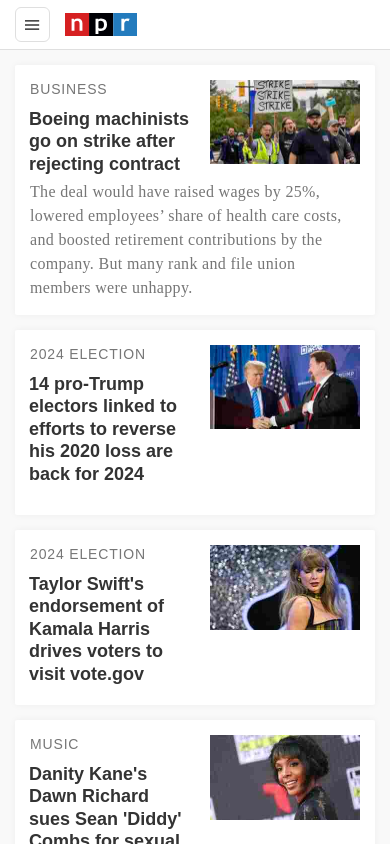 npr
BUSINESS
Boeing machinists
go on strike after
rejecting contract
STRIKE
STRIKE
STRIKE
The deal would have raised wages by 25%,
lowered employees’ share of health care costs,
and boosted retirement contributions by the
company. But many rank and file union
members were unhappy.
2024 ELECTION
14 pro-Trump
electors linked to
efforts to reverse
his 2020 loss are
back for 2024
2024 ELECTION
Taylor Swift's
endorsement of
Kamala Harris
drives voters to
visit vote.gov
MUSIC
Danity Kane's
Dawn Richard
sues Sean 'Diddy'
Combs for sexual